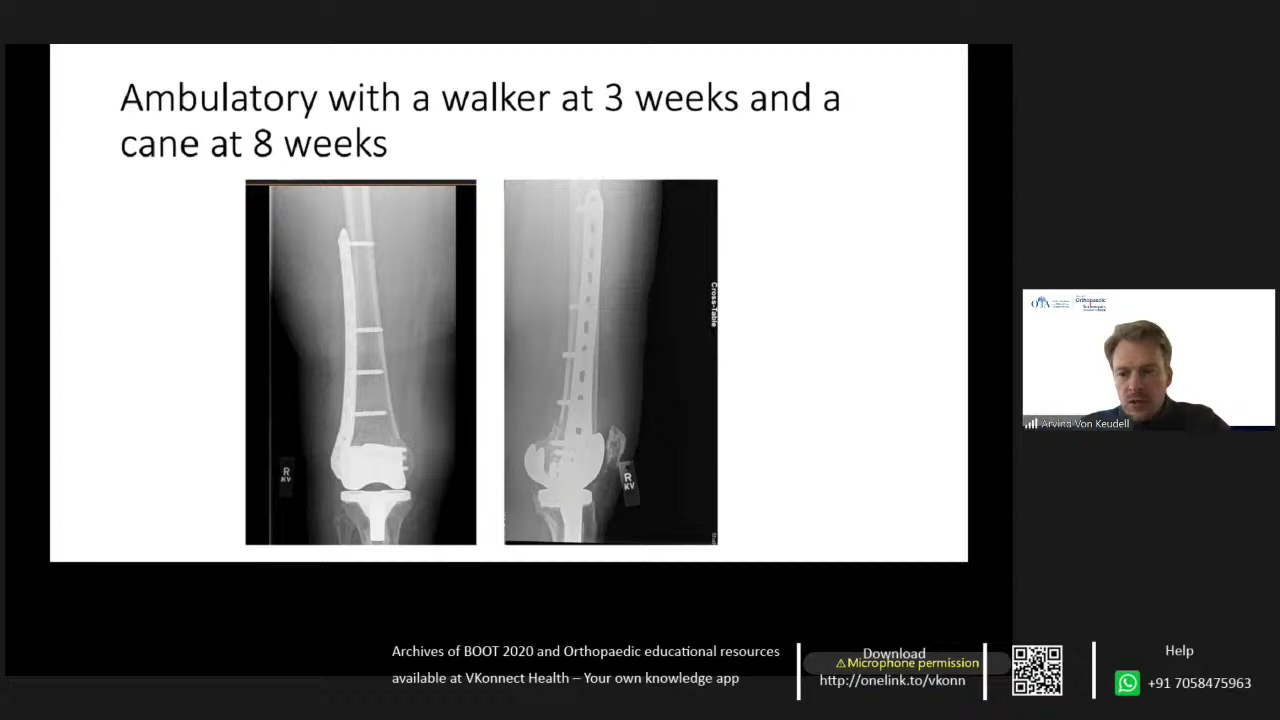 Ambulatory with a walker at 3 weeks and a
cane at 8 weeks
R
KV
Cross-Table
R
KV
Orthopaedic
Arvind Von Keudell
Archives of BOOT 2020 and Orthopaedic educational resources
available at VKonnect Health – Your own knowledge app
Download
⚠Microphone permission
http://onelink.to/vkonn
Help
+91 7058475963